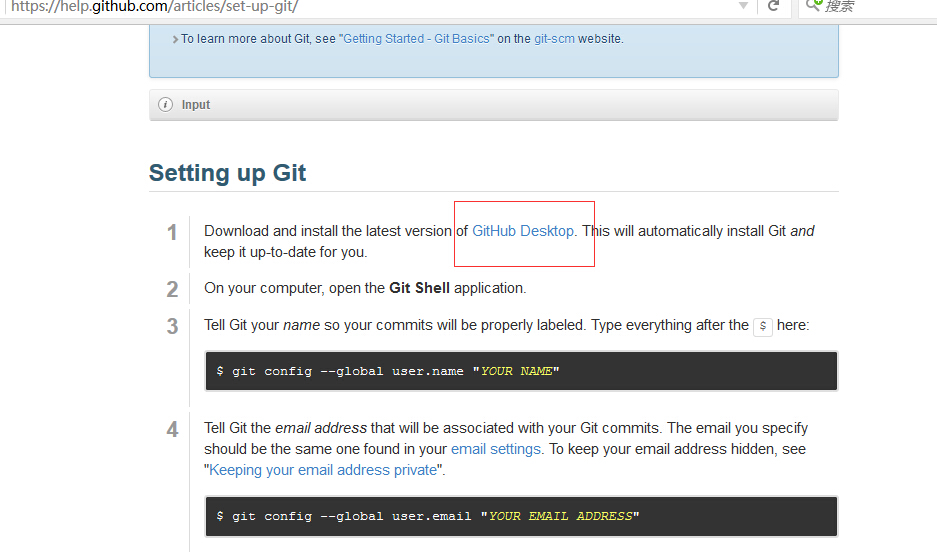 https://help.github.com/articles/set-up-git/
搜索
To learn more about Git, see "Getting Started - Git Basics" on the git-scm website.
i Input
Setting up Git
1 Download and install the latest version of GitHub Desktop. This will automatically install Git and
keep it up-to-date for you.
2 On your computer, open the Git Shell application.
3 Tell Git your name so your commits will be properly labeled. Type everything after the $ here:
$ git config --global user.name "YOUR NAME"
4 Tell Git the email address that will be associated with your Git commits. The email you specify
should be the same one found in your email settings. To keep your email address hidden, see
"Keeping your email address private".
$ git config --global user.email "YOUR EMAIL ADDRESS"